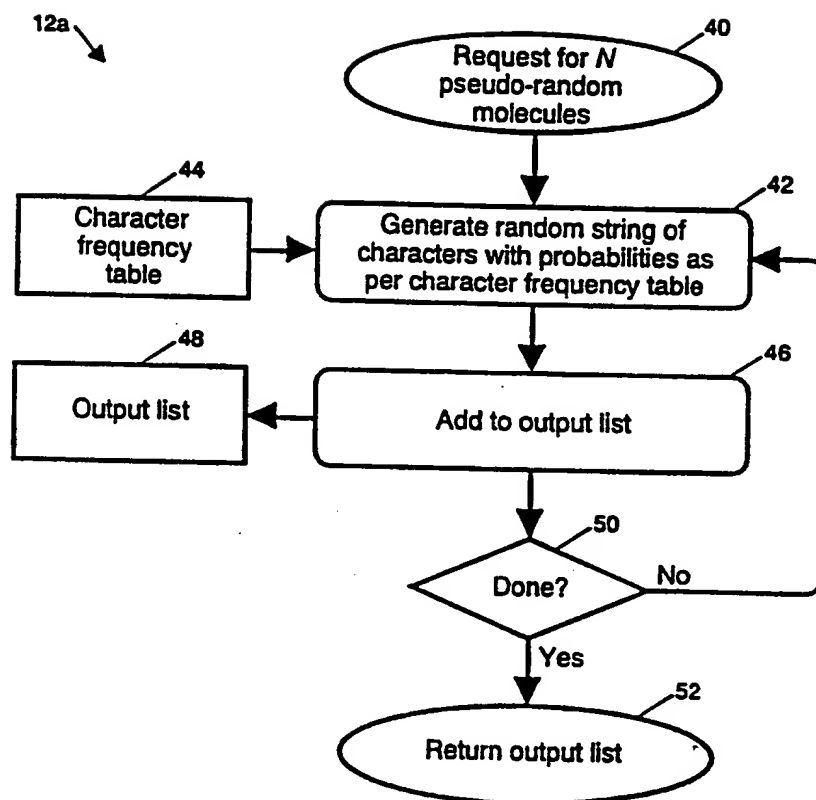 12a
40
Request for N
pseudo-random
molecules
44
Character
frequency
table
42
Generate random string of
characters with probabilities as
per character frequency table
48
Output list
46
Add to output list
50
Done?
No
Yes
52
Return output list